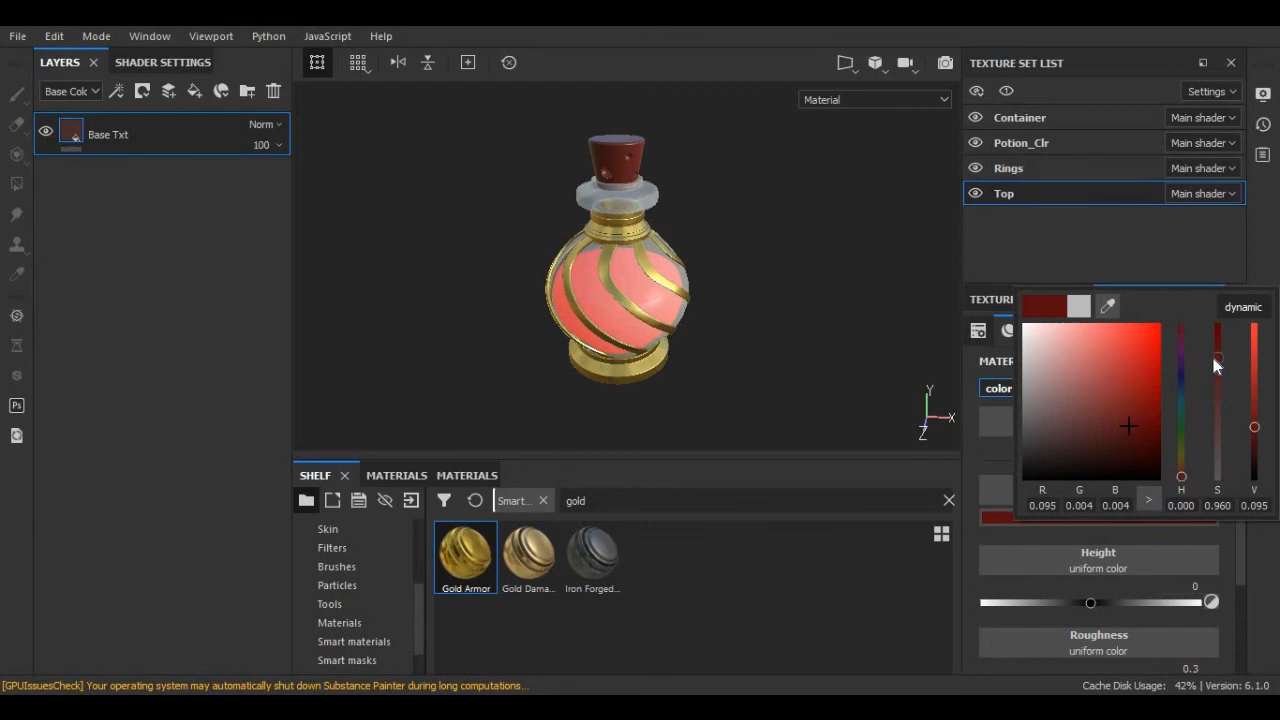 File Edit Mode Window Viewport Python JavaScript Help
LAYERS SHADER SETTINGS
Base Col
Base Txt
Norm
100
Material
Y
X
Z
TEXTURE SET LIST
Settings
Container Main shader
Potion_Clr Main shader
Rings Main shader
Top Main shader
TEXTURE
dynamic
MATER
color
R G B H S V
0.095 0.004 0.004 > 0.000 0.960 0.095
Height
uniform color
0
Roughness
uniform color
0.3
SHELF MATERIALS MATERIALS
Smart... gold
Skin
Filters
Brushes
Particles
Tools
Materials
Smart materials
Smart masks
Gold Armor Gold Dama... Iron Forged...
Ps
[GPUIssuesCheck] Your operating system may automatically shut down Substance Painter during long computations...
Cache Disk Usage: 42% | Version: 6.1.0